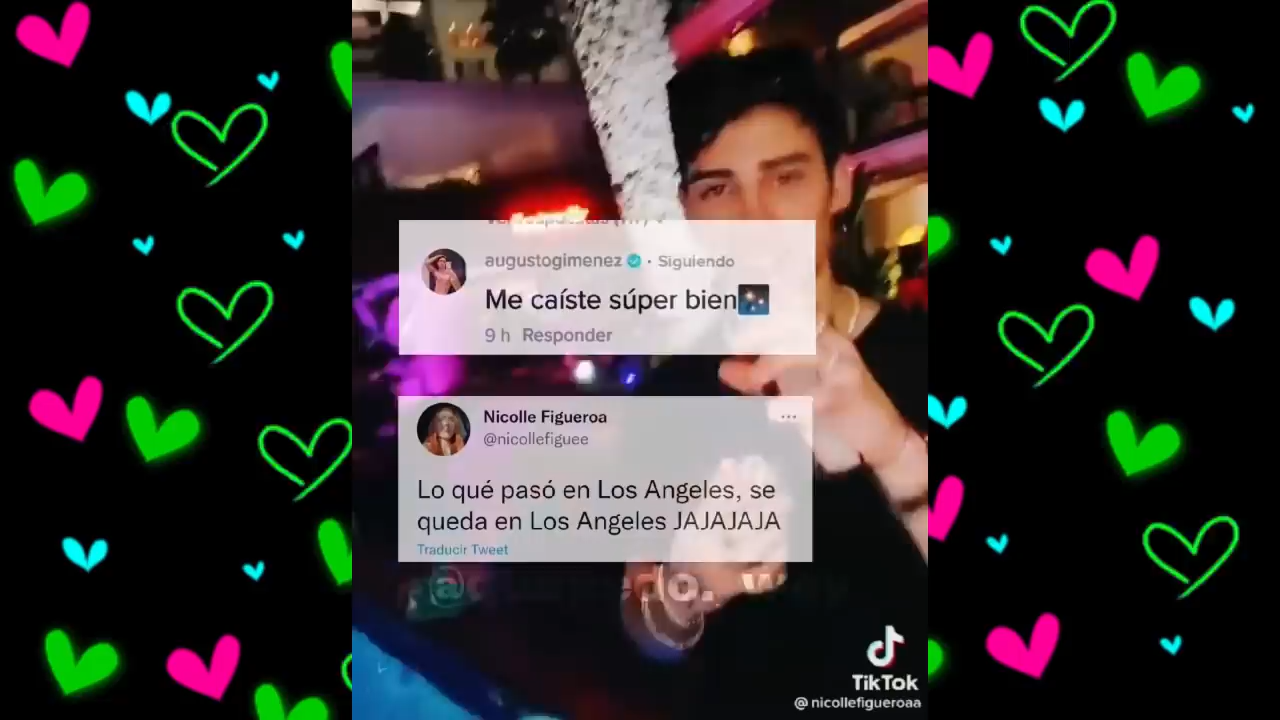 augustogimenez · Siguiendo
Me caíste súper bien🎆
9 h Responder
Nicolle Figueroa
@nicollefiguee
Lo qué pasó en Los Angeles, se
queda en Los Angeles JAJAJAJA
Traducir Tweet
TikTok
@nicollefigueroaa